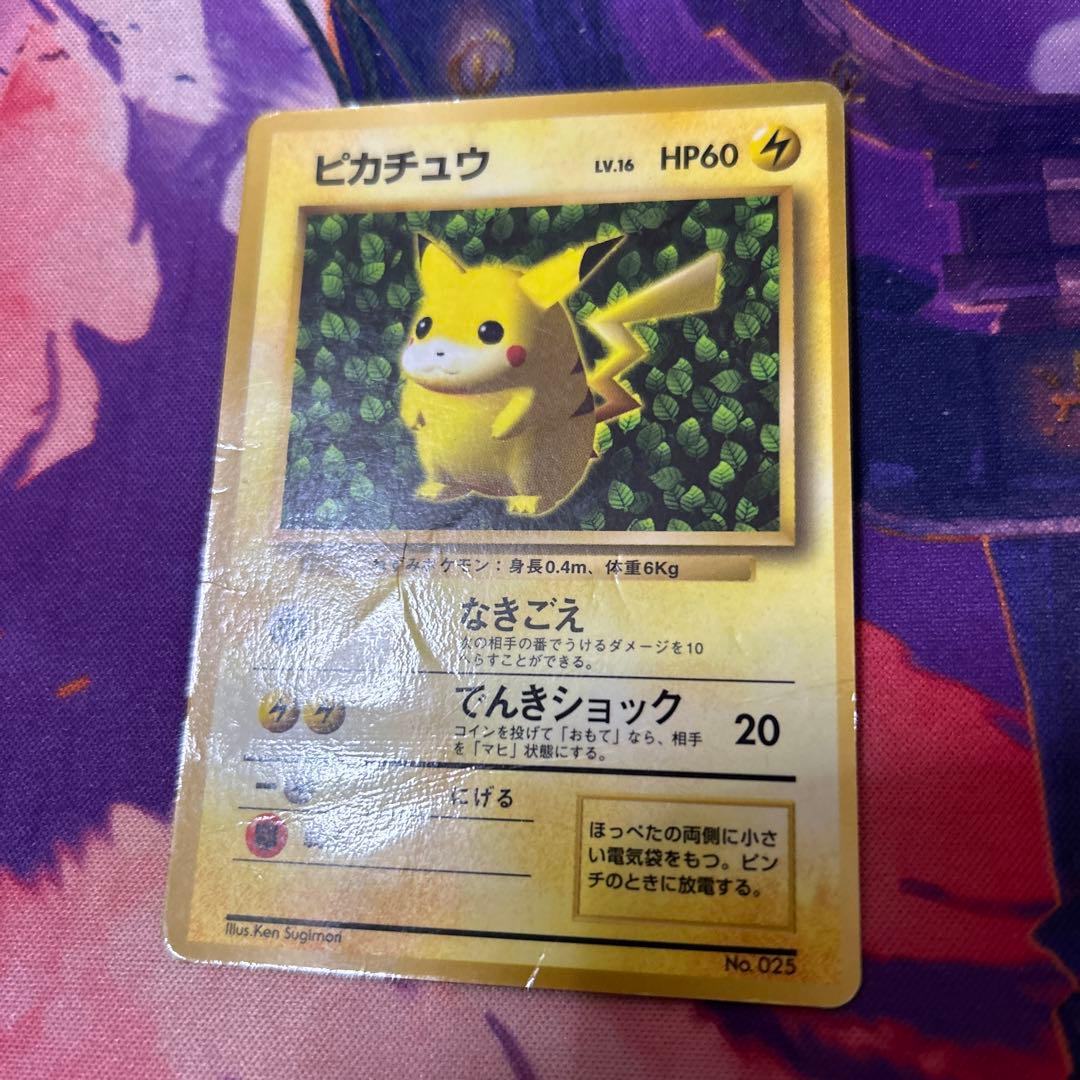 ピカチュウ LV.16 HP60
ポケモン：身長0.4m、体重6Kg
なきごえ
次の相手の番でうけるダメージを10
へらすことができる。
でんきショック 20
コインを投げて「おもて」なら、相手
を「マヒ」状態にする。
にげる
ほっぺたの両側に小さ
い電気袋をもつ。ピン
チのときに放電する。
Illus.Ken Sugimori
No. 025